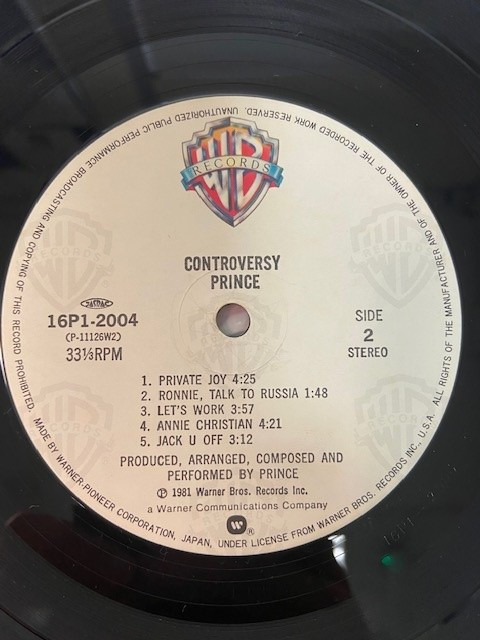 WB
RECORDS
CONTROVERSY
PRINCE
JASRAC
16P1-2004
(P-11126W2)
33⅓RPM
SIDE
2
STEREO
1. PRIVATE JOY 4:25
2. RONNIE, TALK TO RUSSIA 1:48
3. LET'S WORK 3:57
4. ANNIE CHRISTIAN 4:21
5. JACK U OFF 3:12
PRODUCED, ARRANGED, COMPOSED AND
PERFORMED BY PRINCE
Ⓟ 1981 Warner Bros. Records Inc.
a Warner Communications Company
W®
MADE BY WARNER-PIONEER CORPORATION, JAPAN, UNDER LICENSE FROM WARNER BROS. RECORDS INC., U.S.A. ALL RIGHTS OF THE MANUFACTURER AND OF THE OWNER OF THE RECORDED WORK RESERVED. UNAUTHORIZED PUBLIC PERFORMANCE BROADCASTING AND COPYING OF THIS RECORD PROHIBITED.